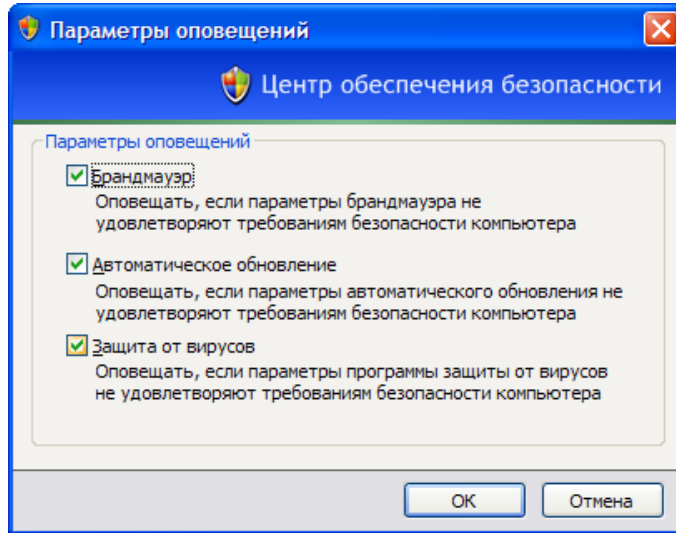 Параметры оповещений
Центр обеспечения безопасности
Параметры оповещений
Брандмауэр
Оповещать, если параметры брандмауэра не
удовлетворяют требованиям безопасности компьютера
Автоматическое обновление
Оповещать, если параметры автоматического обновления не
удовлетворяют требованиям безопасности компьютера
Защита от вирусов
Оповещать, если параметры программы защиты от вирусов
не удовлетворяют требованиям безопасности компьютера
ОК
Отмена